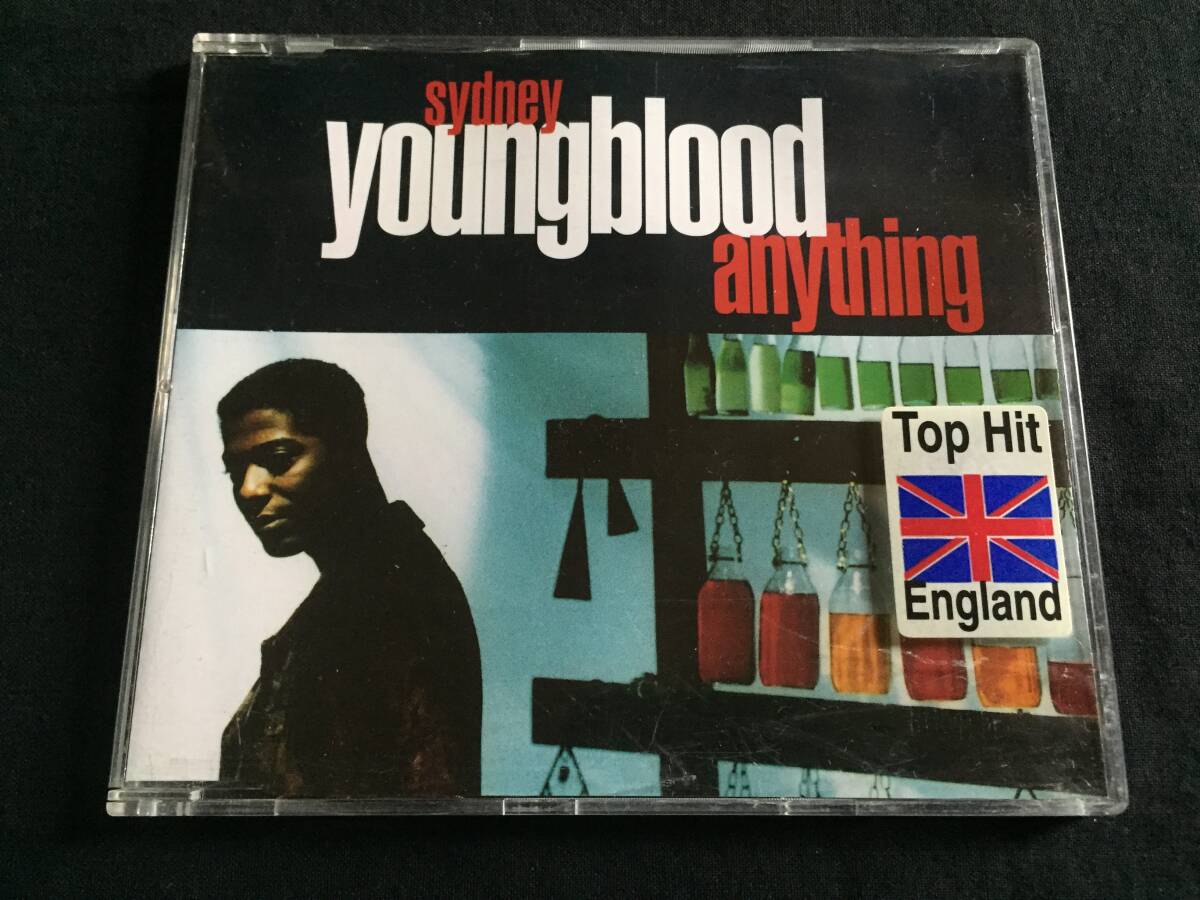 sydney
youngblood
anything
Top Hit
England